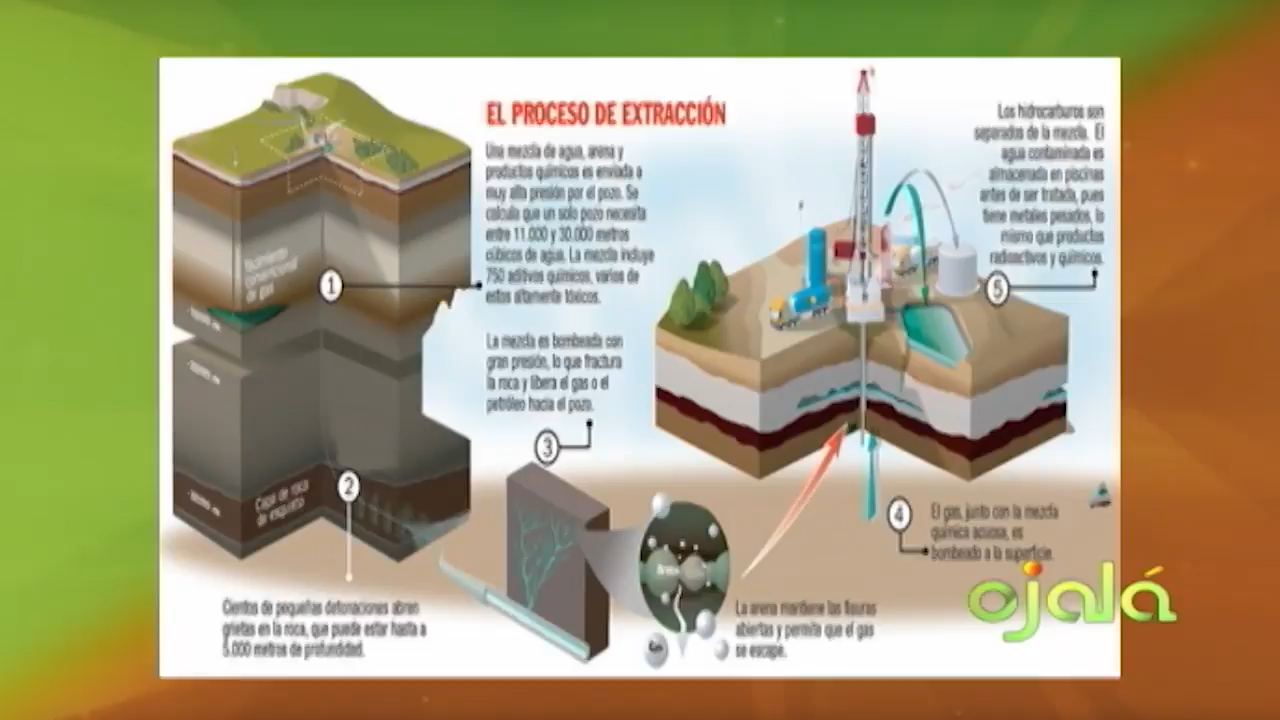 EL PROCESO DE EXTRACCIÓN
Una mezcla de agua, arena y
productos químicos es enviada a
muy alta presión por el pozo. Se
calcula que un solo pozo necesita
entre 11.000 y 30.000 metros
cúbicos de agua. La mezcla incluye
750 aditivos químicos, varios de
estos altamente tóxicos.
1
Yacimiento
convencional
de gas
La mezcla es bombeada con
gran presión, lo que fractura
la roca y libera el gas o el
petróleo hacia el pozo.
3
2
Capa de roca
de esquisto
Cientos de pequeñas detonaciones abren
grietas en la roca, que puede estar hasta a
5.000 metros de profundidad.
Arena
Gas
La arena mantiene las fisuras
abiertas y permite que el gas
se escape.
4
El gas, junto con la mezcla
química acuosa, es
bombeado a la superficie.
Los hidrocarburos son
separados de la mezcla. El
agua contaminada es
almacenada en piscinas
antes de ser tratada, pues
tiene metales pesados, lo
mismo que productos
radioactivos y químicos.
5
ojalá